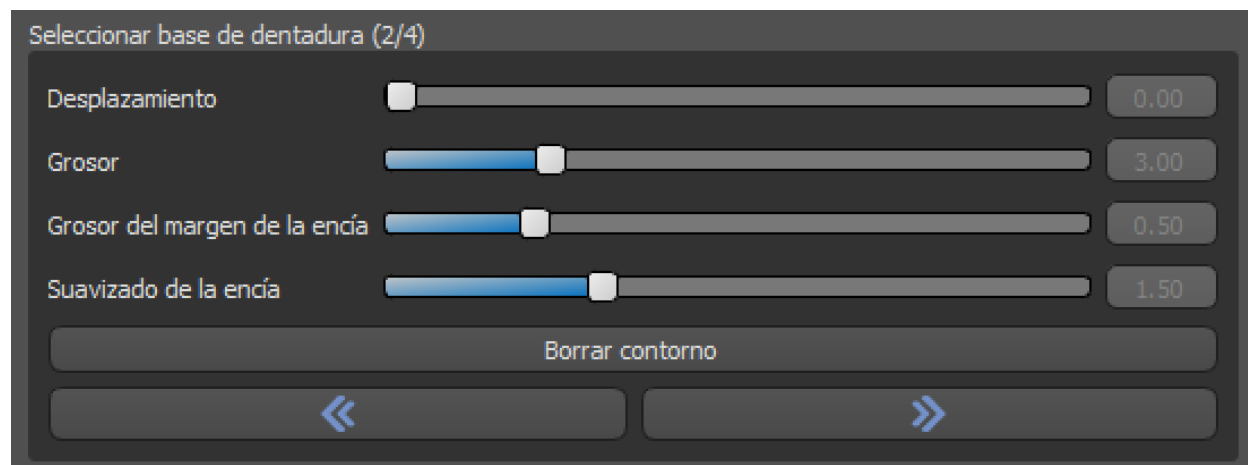 Seleccionar base de dentadura (2/4)
Desplazamiento 0.00
Grosor 3.00
Grosor del margen de la encía 0.50
Suavizado de la encía 1.50
Borrar contorno